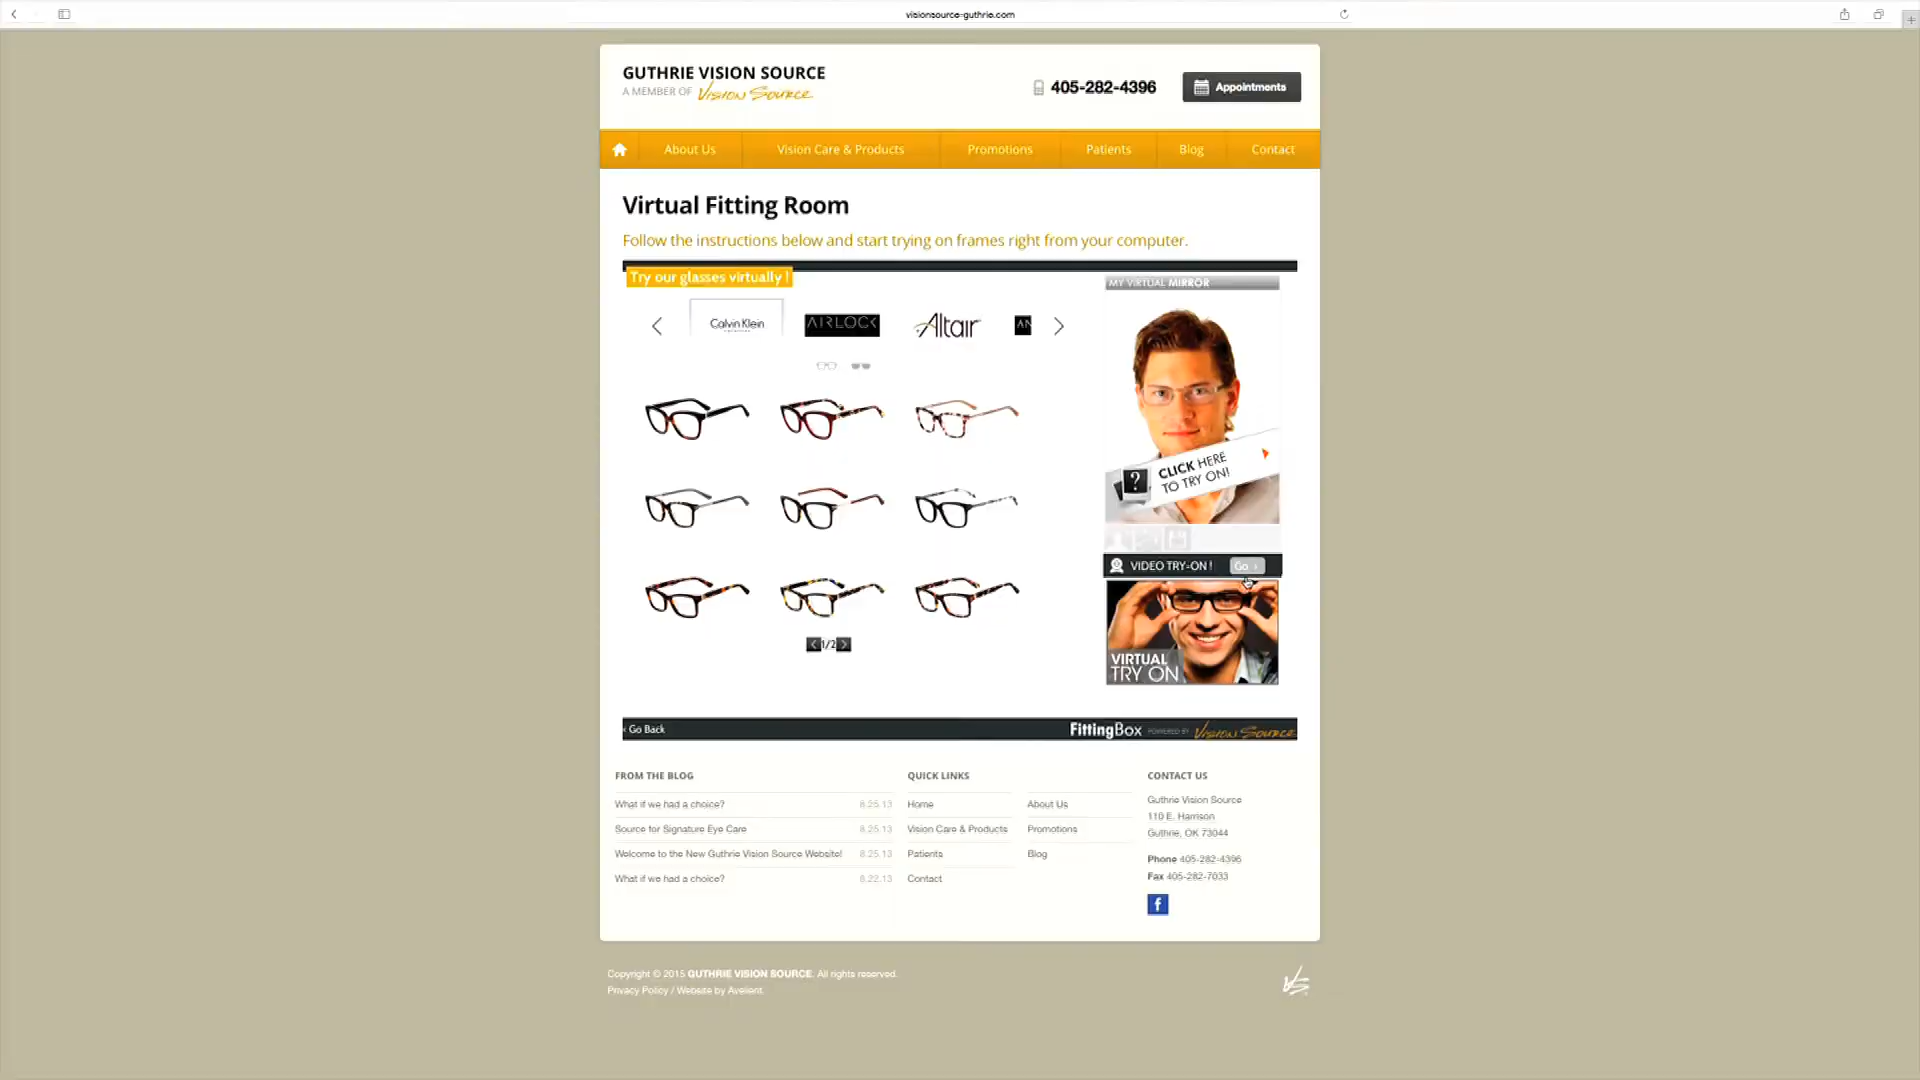 visionsource-guthrie.com
GUTHRIE VISION SOURCE
A MEMBER OF Vision Source
405-282-4396
Appointments
About Us
Vision Care & Products
Promotions
Patients
Blog
Contact
Virtual Fitting Room
Follow the instructions below and start trying on frames right from your computer.
Try our glasses virtually !
MY VIRTUAL MIRROR
Calvin Klein
AIRLOCK
Altair
AN
CLICK HERE
TO TRY ON!
?
VIDEO TRY-ON !
Go ›
VIRTUAL
TRY ON
1/2
‹ Go Back
FittingBox POWERED BY Vision Source
FROM THE BLOG
What if we had a choice? 8.25.13
Source for Signature Eye Care 8.25.13
Welcome to the New Guthrie Vision Source Website! 8.25.13
What if we had a choice? 8.22.13
QUICK LINKS
Home
About Us
Vision Care & Products
Promotions
Patients
Blog
Contact
CONTACT US
Guthrie Vision Source
110 E. Harrison
Guthrie, OK 73044
Phone 405-282-4396
Fax 405-282-7033
f
Copyright © 2015 GUTHRIE VISION SOURCE. All rights reserved.
Privacy Policy / Website by Avelient.
VS